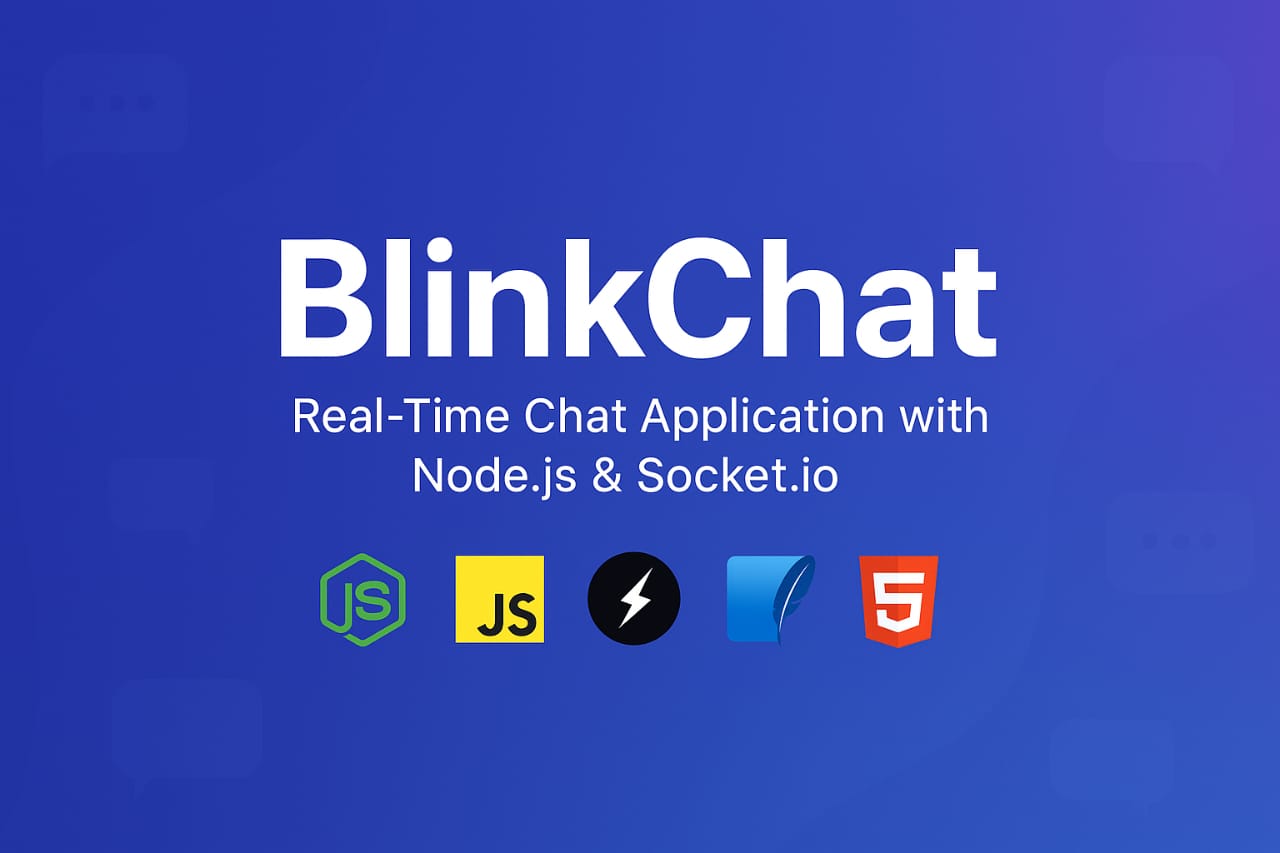 BlinkChat
Real-Time Chat Application with
Node.js & Socket.io
JS
JS
5